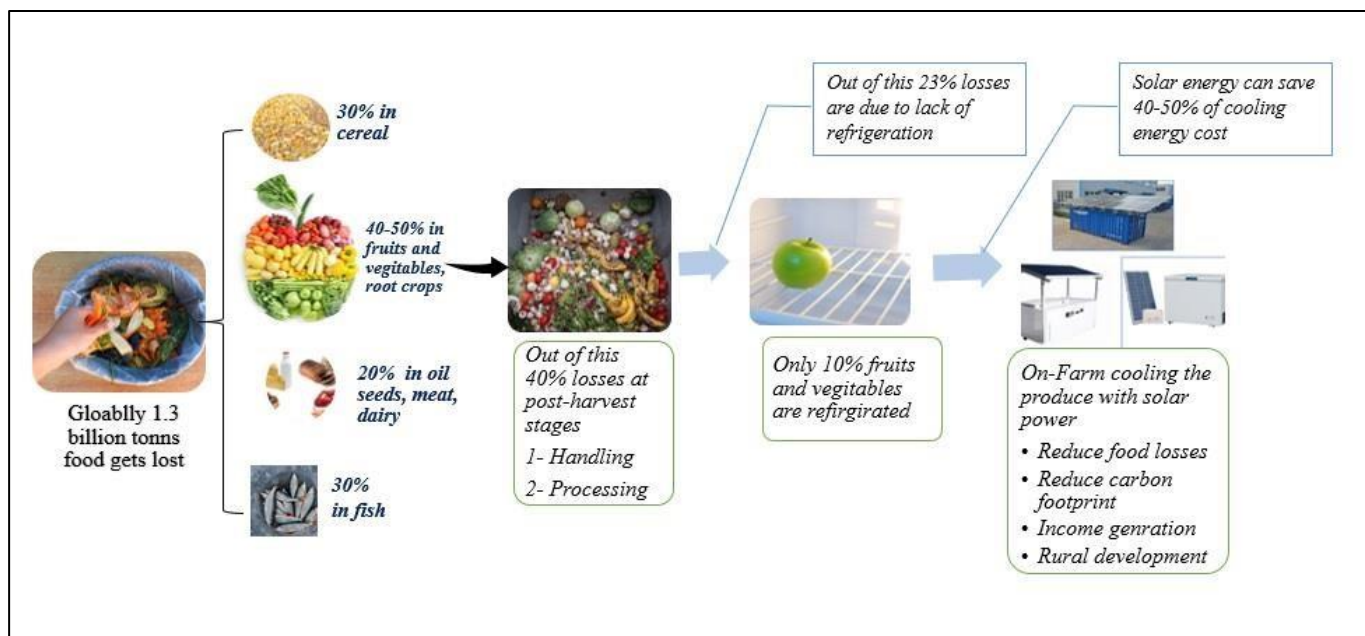 Gloablly 1.3
billion tonns
food gets lost
30% in
cereal
40-50% in
fruits and
vegitables,
root crops
20% in oil
seeds, meat,
dairy
30%
in fish
Out of this
40% losses at
post-harvest
stages
1- Handling
2- Processing
Out of this 23% losses
are due to lack of
refrigeration
Only 10% fruits
and vegitables
are refirgirated
Solar energy can save
40-50% of cooling
energy cost
On-Farm cooling the
produce with solar
power
• Reduce food losses
• Reduce carbon
footprint
• Income genration
• Rural development